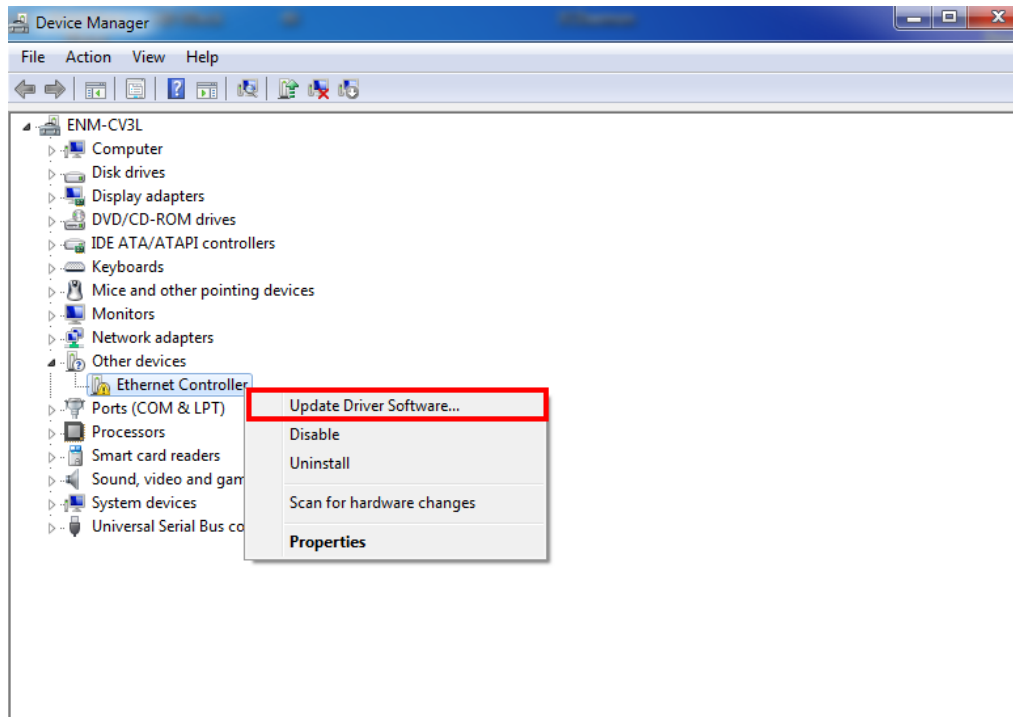 Device Manager
File Action View Help
ENM-CV3L
Computer
Disk drives
Display adapters
DVD/CD-ROM drives
IDE ATA/ATAPI controllers
Keyboards
Mice and other pointing devices
Monitors
Network adapters
Other devices
Ethernet Controller
Ports (COM & LPT)
Processors
Smart card readers
Sound, video and gam
System devices
Universal Serial Bus co
Update Driver Software...
Disable
Uninstall
Scan for hardware changes
Properties